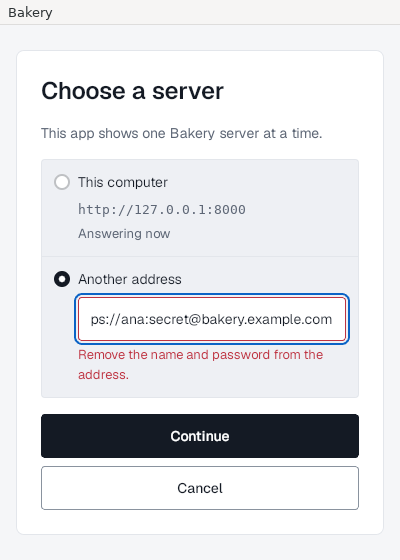 Bakery
Choose a server
This app shows one Bakery server at a time.
This computer
http://127.0.0.1:8000
Answering now
Another address
ps://ana:secret@bakery.example.com
Remove the name and password from the
address.
Continue
Cancel